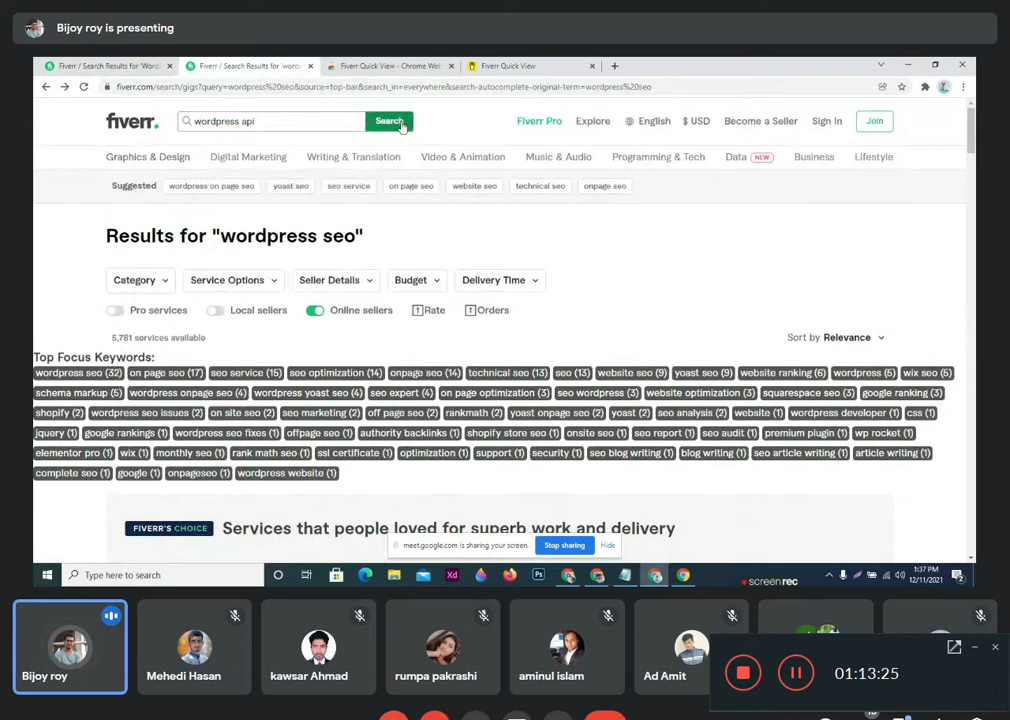 Bijoy roy is presenting
Fiverr / Search Results for 'Word
Fiverr / Search Results for 'word
Fiverr Quick View - Chrome Web
Fiverr Quick View
fiverr.com/search/gigs?query=wordpress%20seo&source=top-bar&search_in=everywhere&search-autocomplete-original-term=wordpress%20seo
fiverr.
wordpress api
Search
Fiverr Pro
Explore
English
$ USD
Become a Seller
Sign In
Join
Graphics & Design
Digital Marketing
Writing & Translation
Video & Animation
Music & Audio
Programming & Tech
Data NEW
Business
Lifestyle
Suggested
wordpress on page seo
yoast seo
seo service
on page seo
website seo
technical seo
onpage seo
Results for "wordpress seo"
Category
Service Options
Seller Details
Budget
Delivery Time
Pro services
Local sellers
Online sellers
Rate
Orders
5,781 services available
Sort by Relevance
Top Focus Keywords:
wordpress seo (32) on page seo (17) seo service (15) seo optimization (14) onpage seo (14) technical seo (13) seo (13) website seo (9) yoast seo (9) website ranking (6) wordpress (5) wix seo (5)
schema markup (5) wordpress onpage seo (4) wordpress yoast seo (4) seo expert (4) on page optimization (3) seo wordpress (3) website optimization (3) squarespace seo (3) google ranking (3)
shopify (2) wordpress seo issues (2) on site seo (2) seo marketing (2) off page seo (2) rankmath (2) yoast onpage seo (2) yoast (2) seo analysis (2) website (1) wordpress developer (1) css (1)
jquery (1) google rankings (1) wordpress seo fixes (1) offpage seo (1) authority backlinks (1) shopify store seo (1) onsite seo (1) seo report (1) seo audit (1) premium plugin (1) wp rocket (1)
elementor pro (1) wix (1) monthly seo (1) rank math seo (1) ssl certificate (1) optimization (1) support (1) security (1) seo blog writing (1) blog writing (1) seo article writing (1) article writing (1)
complete seo (1) google (1) onpageseo (1) wordpress website (1)
FIVERR'S CHOICE
Services that people loved for superb work and delivery
meet.google.com is sharing your screen.
Stop sharing
Hide
Type here to search
Xd
Ps
1:37 PM
12/11/2021
screenrec
Bijoy roy
Mehedi Hasan
kawsar Ahmad
rumpa pakrashi
aminul islam
Ad Amit
01:13:25